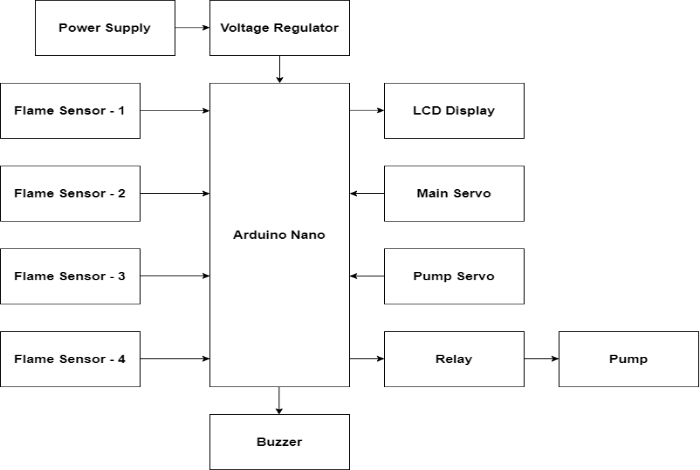 Power Supply
Voltage Regulator
Flame Sensor - 1
LCD Display
Flame Sensor - 2
Main Servo
Arduino Nano
Flame Sensor - 3
Pump Servo
Flame Sensor - 4
Relay
Pump
Buzzer